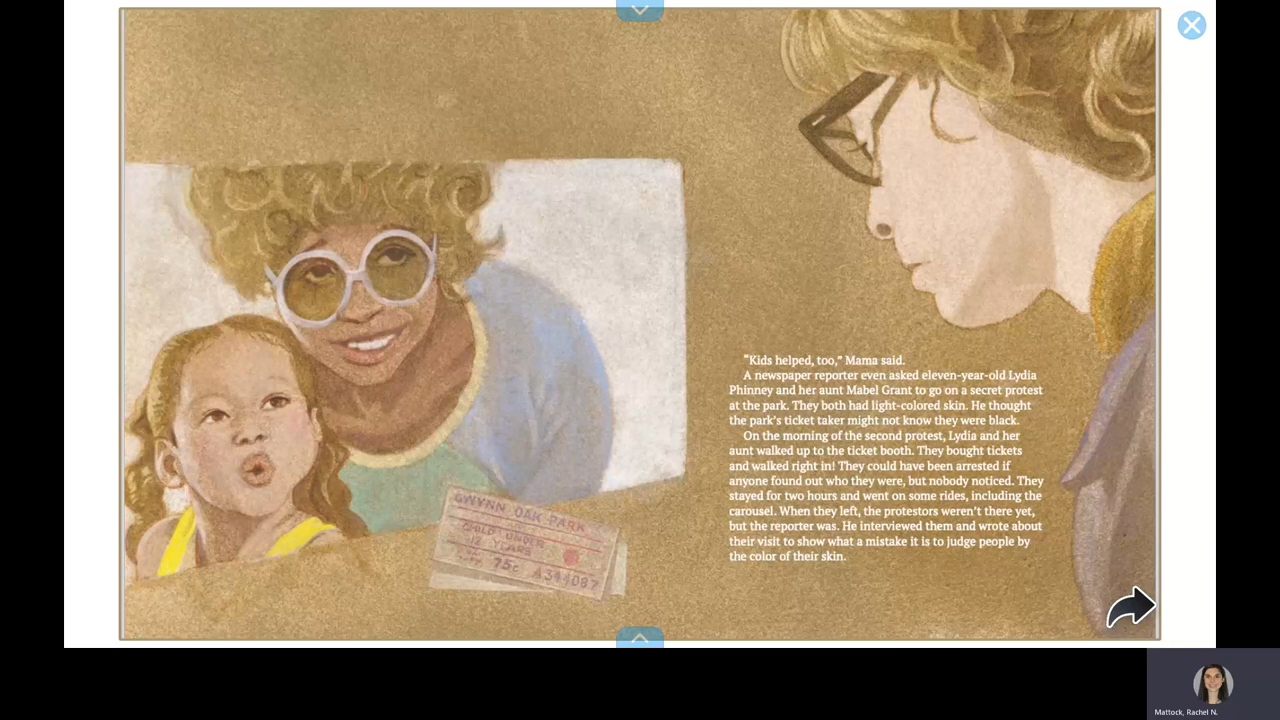 “Kids helped, too,” Mama said.
A newspaper reporter even asked eleven-year-old Lydia
Phinney and her aunt Mabel Grant to go on a secret protest
at the park. They both had light-colored skin. He thought
the park’s ticket taker might not know they were black.
On the morning of the second protest, Lydia and her
aunt walked up to the ticket booth. They bought tickets
and walked right in! They could have been arrested if
anyone found out who they were, but nobody noticed. They
stayed for two hours and went on some rides, including the
carousel. When they left, the protestors weren’t there yet,
but the reporter was. He interviewed them and wrote about
their visit to show what a mistake it is to judge people by
the color of their skin.
GWYNN OAK PARK
UNDER
12 YEARS
75c A344087
Mattock, Rachel N.